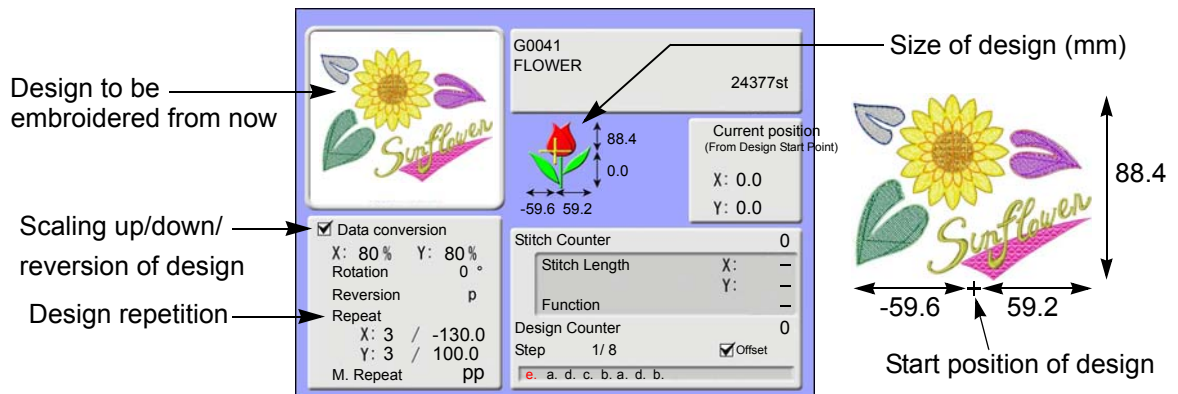 Design to be
embroidered from now
Scaling up/down/
reversion of design
Design repetition
Sunflower
G0041
FLOWER
24377st
88.4
0.0
-59.6 59.2
Current position
(From Design Start Point)
X: 0.0
Y: 0.0
Data conversion
X: 80% Y: 80%
Rotation 0 °
Reversion p
Repeat
X: 3 / -130.0
Y: 3 / 100.0
M. Repeat pp
Stitch Counter 0
Stitch Length X: –
Y: –
Function –
Design Counter 0
Step 1/ 8 Offset
e. a. d. c. b. a. d. b.
Size of design (mm)
Sunflower
88.4
-59.6 59.2
Start position of design